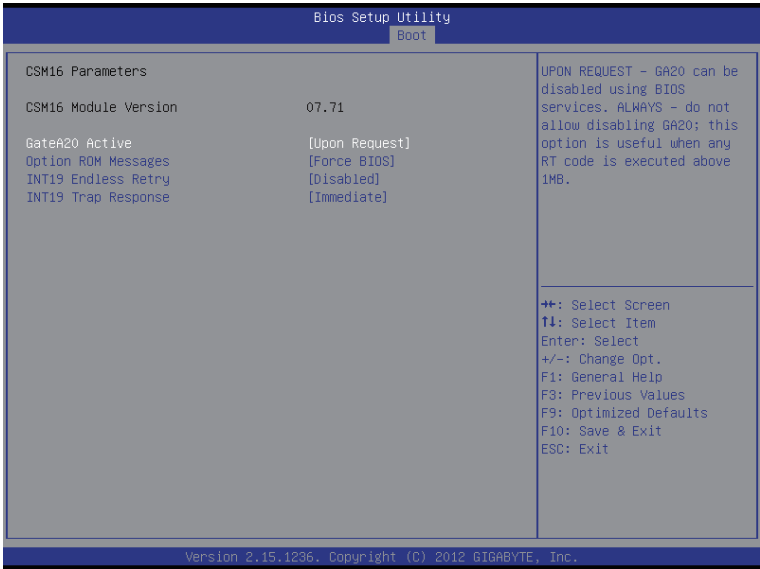 Bios Setup Utility
Boot
CSM16 Parameters
CSM16 Module Version 07.71
GateA20 Active [Upon Request]
Option ROM Messages [Force BIOS]
INT19 Endless Retry [Disabled]
INT19 Trap Response [Immediate]
UPON REQUEST – GA20 can be
disabled using BIOS
services. ALWAYS – do not
allow disabling GA20; this
option is useful when any
RT code is executed above
1MB.
→←: Select Screen
↑↓: Select Item
Enter: Select
+/-: Change Opt.
F1: General Help
F3: Previous Values
F9: Optimized Defaults
F10: Save & Exit
ESC: Exit
Version 2.15.1236. Copyright (C) 2012 GIGABYTE, Inc.